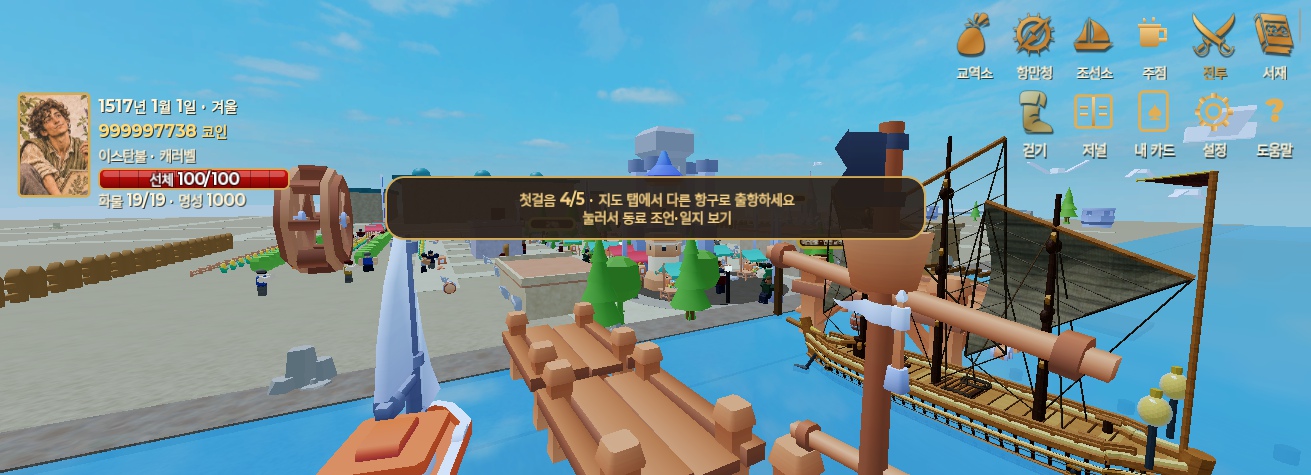 교역소
항만청
조선소
주점
전투
서재
걷기
저널
내 카드
설정
도움말
1517년 1월 1일 · 겨울
999997738 코인
이스탄불 · 캐러벨
선체 100/100
화물 19/19 · 명성 1000
첫걸음 4/5 · 지도 탭에서 다른 항구로 출항하세요
눌러서 동료 조언·일지 보기